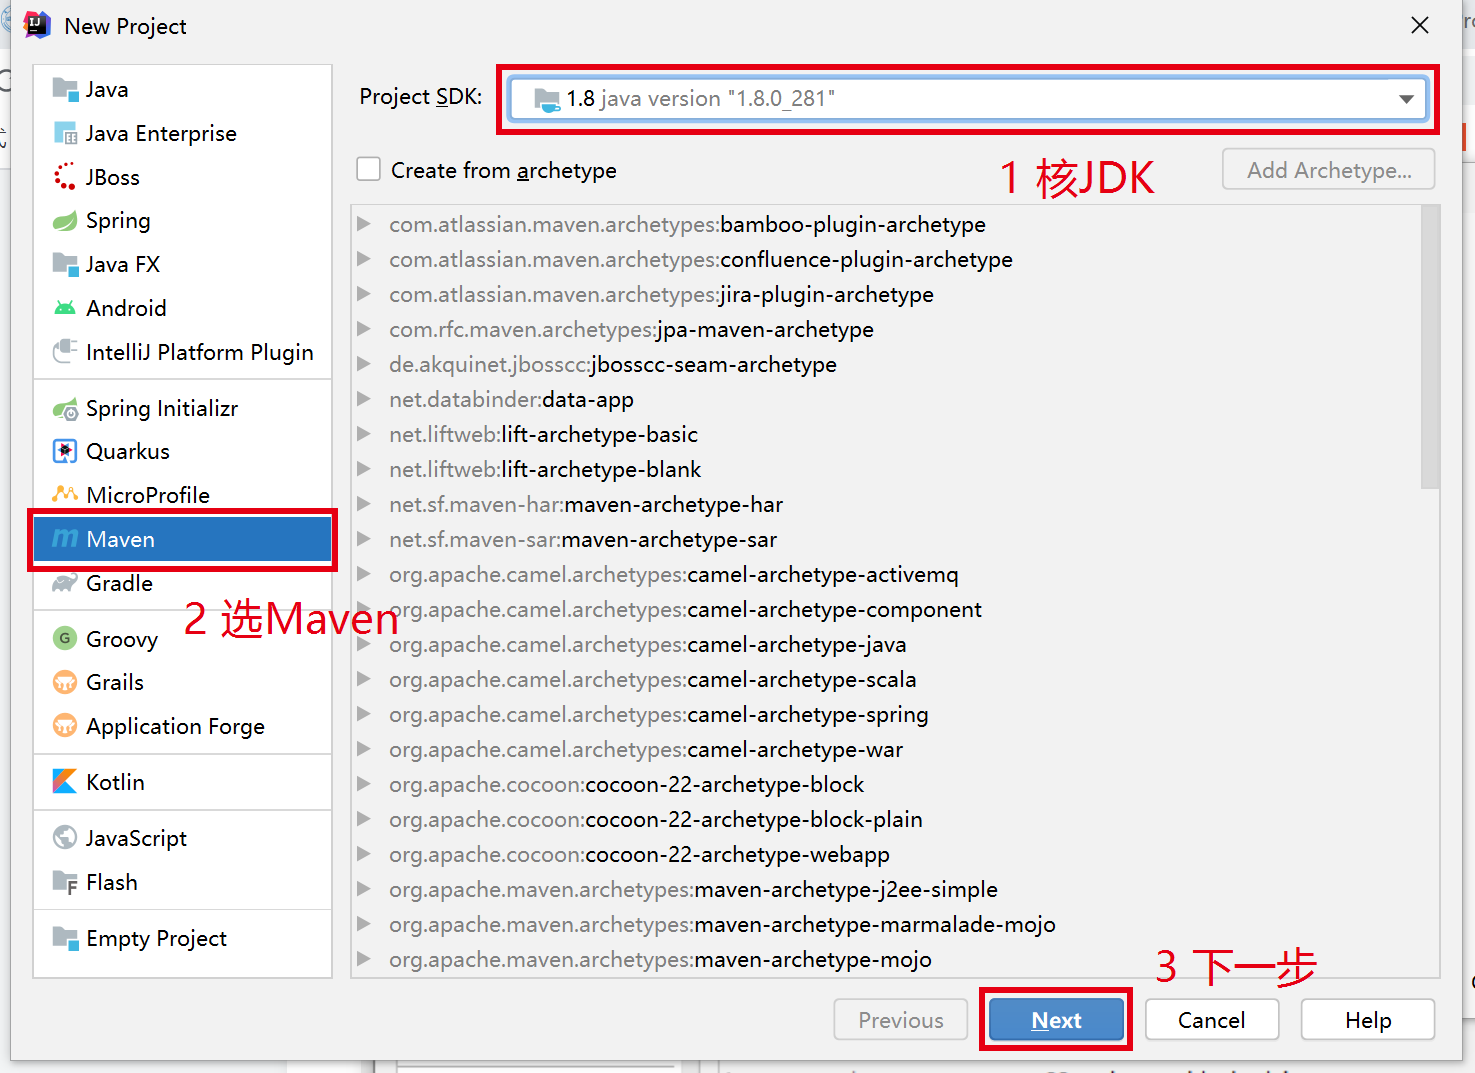 New Project
Java
Java Enterprise
JBoss
Spring
Java FX
Android
IntelliJ Platform Plugin
Spring Initializr
Quarkus
MicroProfile
Maven
Gradle
2 选Maven
Groovy
Grails
Application Forge
Kotlin
JavaScript
Flash
Empty Project
Project SDK: 1.8 java version "1.8.0_281"
Create from archetype
1 核JDK
Add Archetype...
com.atlassian.maven.archetypes:bamboo-plugin-archetype
com.atlassian.maven.archetypes:confluence-plugin-archetype
com.atlassian.maven.archetypes:jira-plugin-archetype
com.rfc.maven.archetypes:jpa-maven-archetype
de.akquinet.jbosscc:jbosscc-seam-archetype
net.databinder:data-app
net.liftweb:lift-archetype-basic
net.liftweb:lift-archetype-blank
net.sf.maven-har:maven-archetype-har
net.sf.maven-sar:maven-archetype-sar
org.apache.camel.archetypes:camel-archetype-activemq
org.apache.camel.archetypes:camel-archetype-component
org.apache.camel.archetypes:camel-archetype-java
org.apache.camel.archetypes:camel-archetype-scala
org.apache.camel.archetypes:camel-archetype-spring
org.apache.camel.archetypes:camel-archetype-war
org.apache.cocoon:cocoon-22-archetype-block
org.apache.cocoon:cocoon-22-archetype-block-plain
org.apache.cocoon:cocoon-22-archetype-webapp
org.apache.maven.archetypes:maven-archetype-j2ee-simple
org.apache.maven.archetypes:maven-archetype-marmalade-mojo
org.apache.maven.archetypes:maven-archetype-mojo
3 下一步
Previous
Next
Cancel
Help